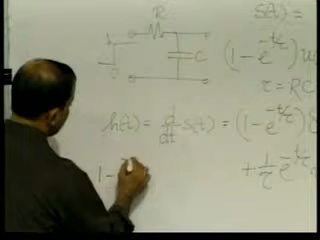 R
s(t) =
C
(1-e^{-t/τ}) u
τ = RC
h(t) = d/dt s(t) = (1-e^{-t/τ}) δ
+ 1/τ e^{-t/τ}
1-